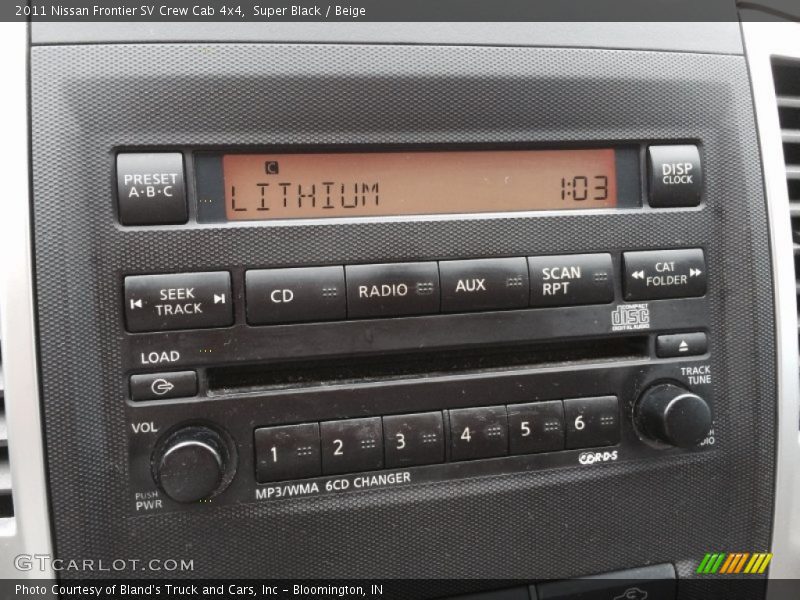 2011 Nissan Frontier SV Crew Cab 4x4, Super Black / Beige
PRESET
A·B·C
C
LITHIUM 1:03
DISP
CLOCK
SEEK
TRACK
CD
RADIO
AUX
SCAN
RPT
CAT
FOLDER
COMPACT
disc
DIGITAL AUDIO
LOAD
TRACK
TUNE
VOL
1 2 3 4 5 6
PUSH
PWR
MP3/WMA 6CD CHANGER
R·D·S
GTCARLOT.COM
Photo Courtesy of Bland's Truck and Cars, Inc - Bloomington, IN